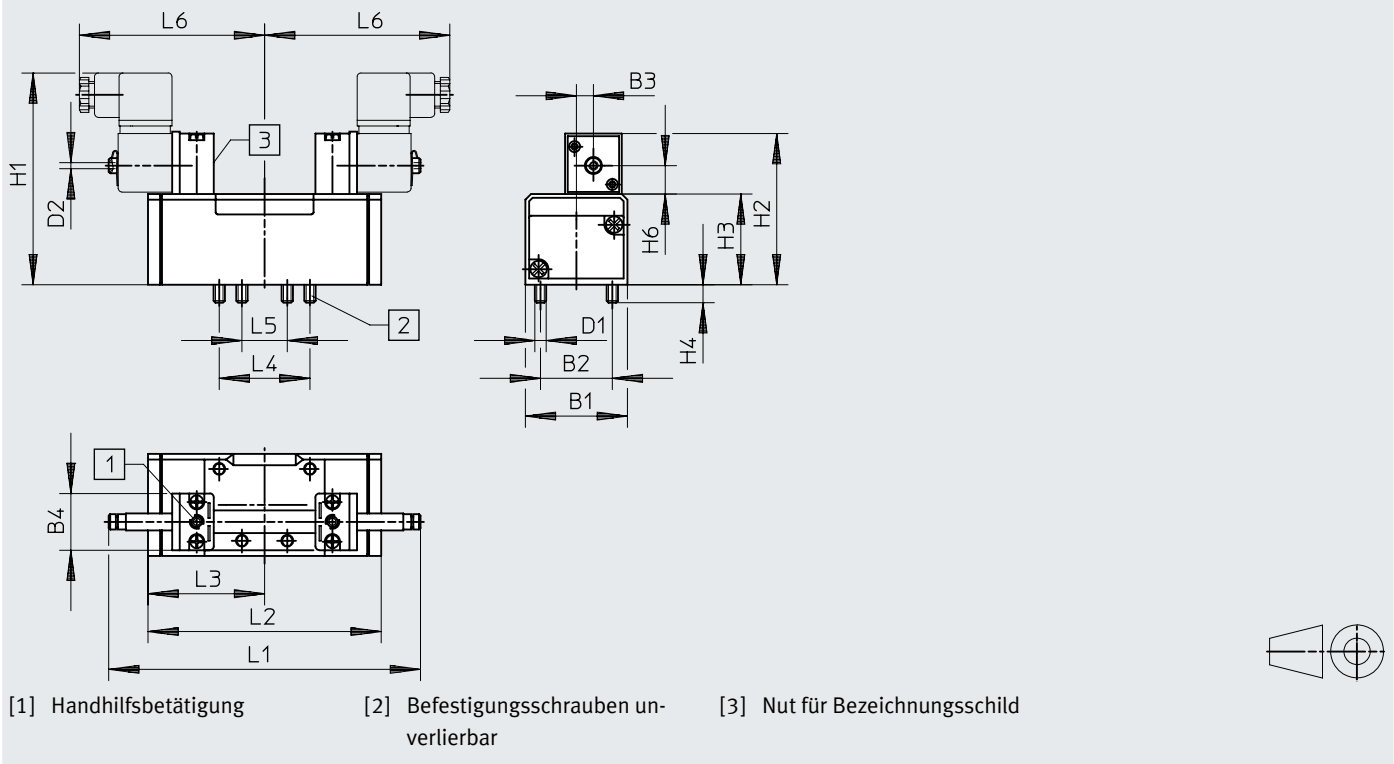 L6 L6
B3
3
H1
D2
H6
H3
H2
L5
2
D1
H4
L4
B2
B1
1
B4
L3
L2
L1
[1] Handhilfsbetätigung
[2] Befestigungsschrauben un-
verlierbar
[3] Nut für Bezeichnungsschild